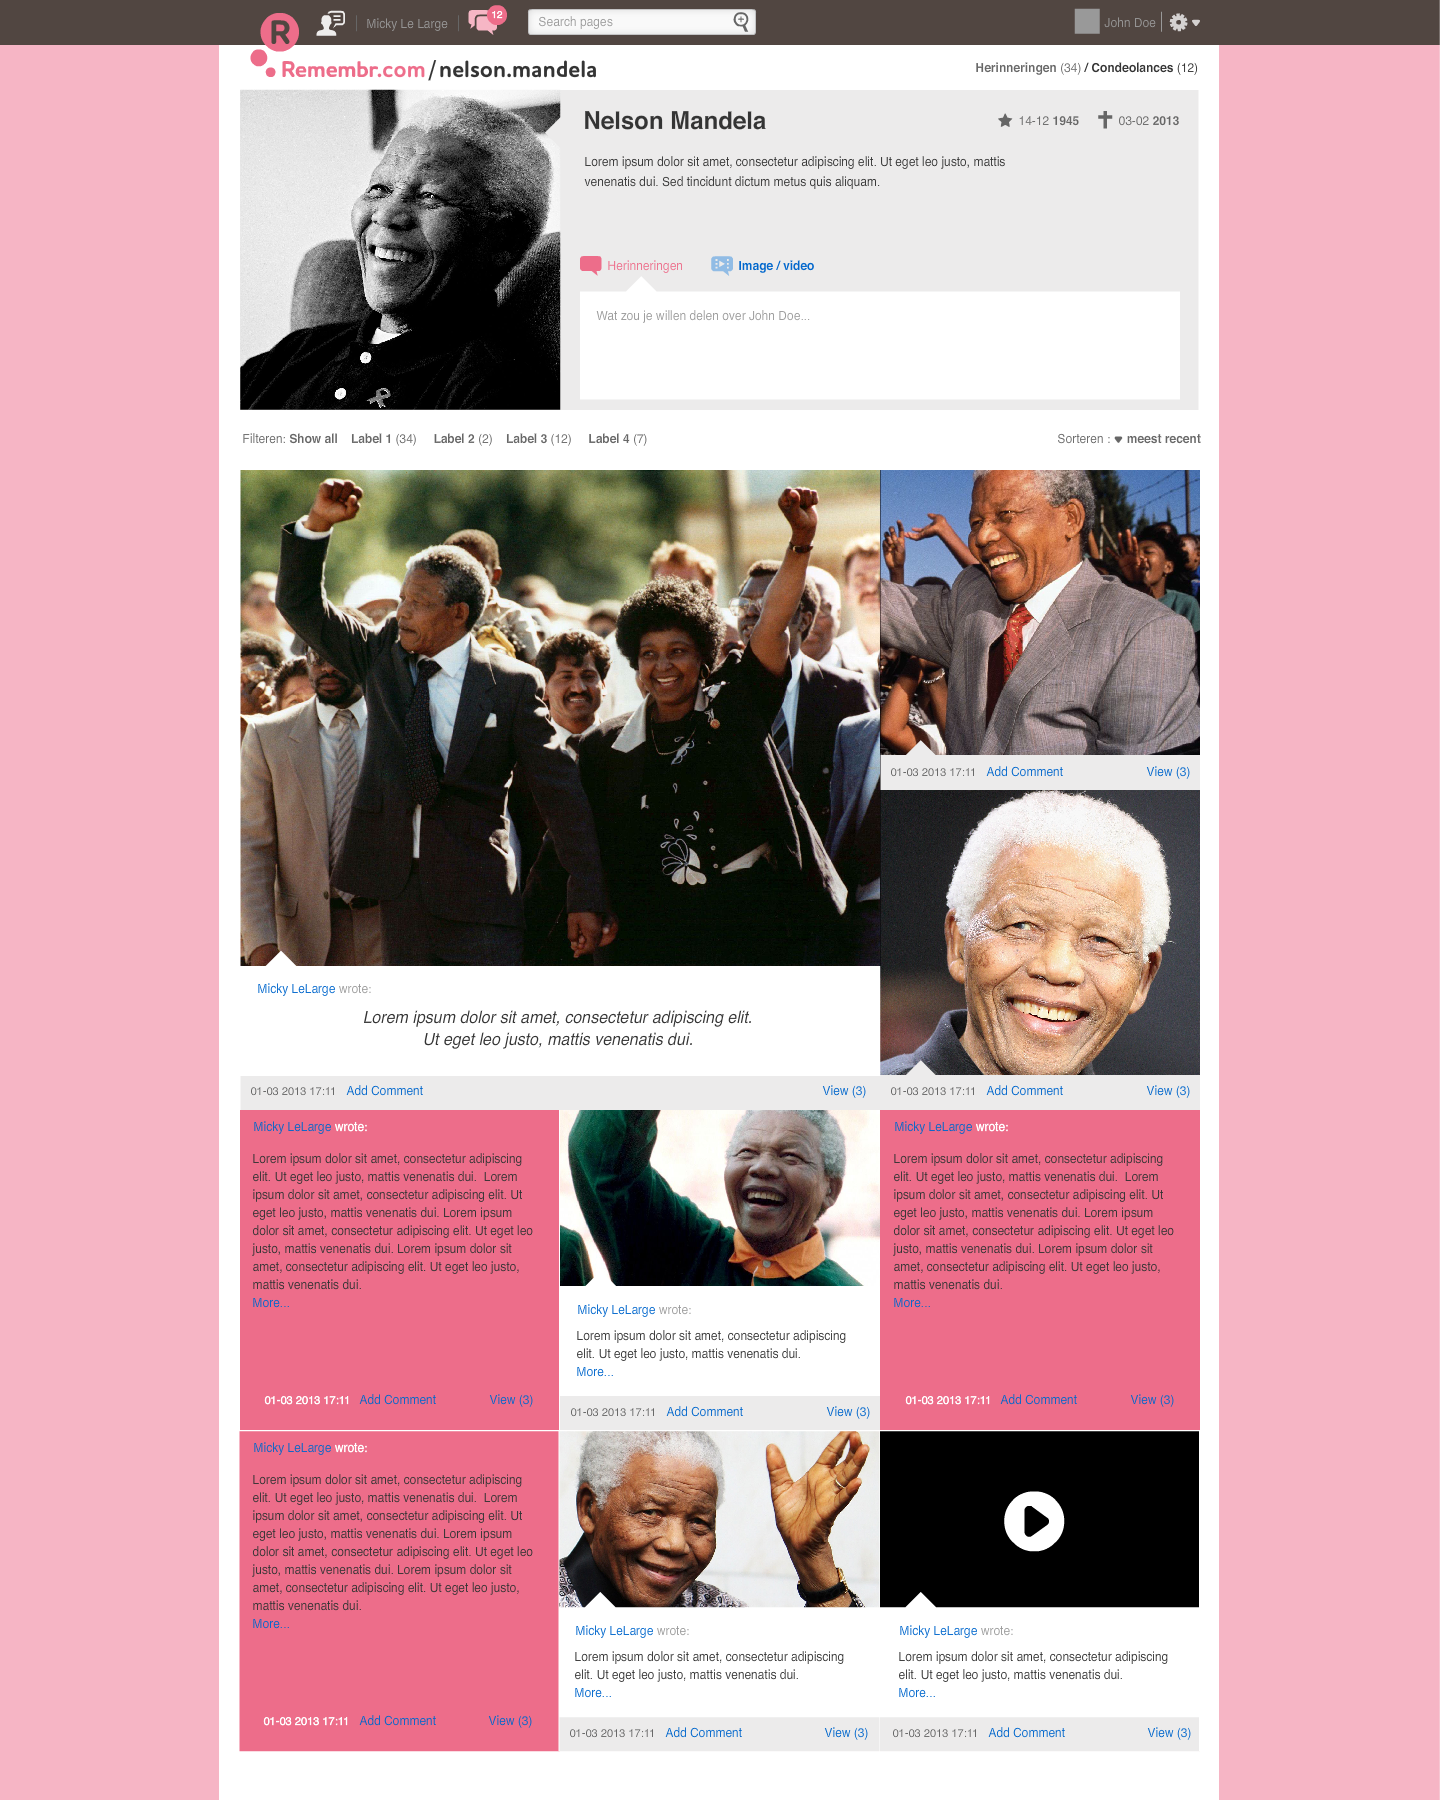 R
Micky Le Large
12
Search pages
John Doe
Remembr.com/nelson.mandela
Herinneringen (34) / Condeolances (12)
Nelson Mandela
14-12 1945
03-02 2013
Lorem ipsum dolor sit amet, consectetur adipiscing elit. Ut eget leo justo, mattis
venenatis dui. Sed tincidunt dictum metus quis aliquam.
Herinneringen
Image / video
Wat zou je willen delen over John Doe...
Filteren: Show all Label 1 (34) Label 2 (2) Label 3 (12) Label 4 (7)
Sorteren : meest recent
01-03 2013 17:11 Add Comment View (3)
Micky LeLarge wrote:
Lorem ipsum dolor sit amet, consectetur adipiscing elit.
Ut eget leo justo, mattis venenatis dui.
01-03 2013 17:11 Add Comment View (3)
01-03 2013 17:11 Add Comment View (3)
Micky LeLarge wrote:
Lorem ipsum dolor sit amet, consectetur adipiscing
elit. Ut eget leo justo, mattis venenatis dui. Lorem
ipsum dolor sit amet, consectetur adipiscing elit. Ut
eget leo justo, mattis venenatis dui. Lorem ipsum
dolor sit amet, consectetur adipiscing elit. Ut eget leo
justo, mattis venenatis dui. Lorem ipsum dolor sit
amet, consectetur adipiscing elit. Ut eget leo justo,
mattis venenatis dui.
More...
01-03 2013 17:11 Add Comment View (3)
Micky LeLarge wrote:
Lorem ipsum dolor sit amet, consectetur adipiscing
elit. Ut eget leo justo, mattis venenatis dui.
More...
01-03 2013 17:11 Add Comment View (3)
Micky LeLarge wrote:
Lorem ipsum dolor sit amet, consectetur adipiscing
elit. Ut eget leo justo, mattis venenatis dui. Lorem
ipsum dolor sit amet, consectetur adipiscing elit. Ut
eget leo justo, mattis venenatis dui. Lorem ipsum
dolor sit amet, consectetur adipiscing elit. Ut eget leo
justo, mattis venenatis dui. Lorem ipsum dolor sit
amet, consectetur adipiscing elit. Ut eget leo justo,
mattis venenatis dui.
More...
01-03 2013 17:11 Add Comment View (3)
Micky LeLarge wrote:
Lorem ipsum dolor sit amet, consectetur adipiscing
elit. Ut eget leo justo, mattis venenatis dui. Lorem
ipsum dolor sit amet, consectetur adipiscing elit. Ut
eget leo justo, mattis venenatis dui. Lorem ipsum
dolor sit amet, consectetur adipiscing elit. Ut eget leo
justo, mattis venenatis dui. Lorem ipsum dolor sit
amet, consectetur adipiscing elit. Ut eget leo justo,
mattis venenatis dui.
More...
01-03 2013 17:11 Add Comment View (3)
Micky LeLarge wrote:
Lorem ipsum dolor sit amet, consectetur adipiscing
elit. Ut eget leo justo, mattis venenatis dui.
More...
01-03 2013 17:11 Add Comment View (3)
Micky LeLarge wrote:
Lorem ipsum dolor sit amet, consectetur adipiscing
elit. Ut eget leo justo, mattis venenatis dui.
More...
01-03 2013 17:11 Add Comment View (3)